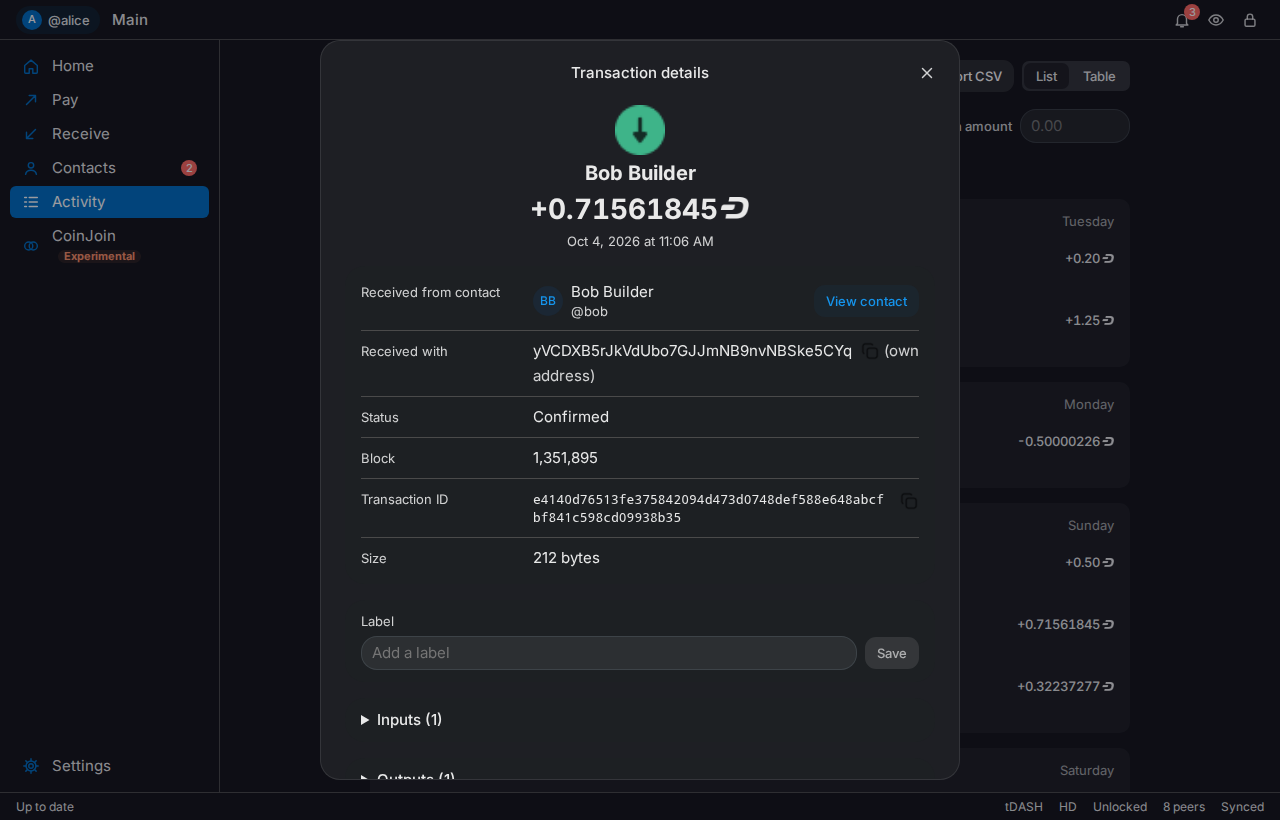 A @alice Main 3
Home
Pay
Receive
Contacts 2
Activity
CoinJoin
Experimental
Settings
Transaction details
Bob Builder
+0.71561845
Oct 4, 2026 at 11:06 AM
Received from contact
BB Bob Builder
@bob
View contact
Received with
yVCDXB5rJkVdUbo7GJJmNB9nvNBSke5CYq (own
address)
Status Confirmed
Block 1,351,895
Transaction ID
e4140d76513fe375842094d473d0748def588e648abcf
bf841c598cd09938b35
Size 212 bytes
Label
Add a label Save
Inputs (1)
Outputs (1)
CSV List Table
amount 0.00
Tuesday
+0.20
+1.25
Monday
-0.50000226
Sunday
+0.50
+0.71561845
+0.32237277
Saturday
Up to date tDASH HD Unlocked 8 peers Synced